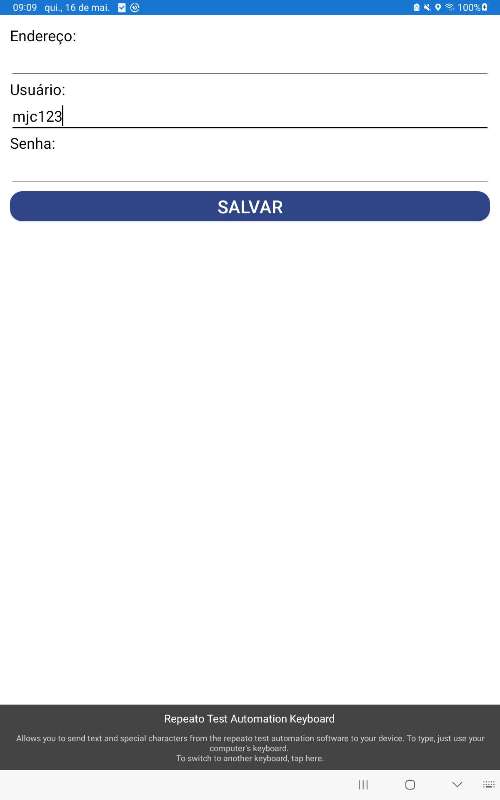 09:09 qui., 16 de mai. 100%
Endereço:
Usuário:
mjc123
Senha:
SALVAR
Repeato Test Automation Keyboard
Allows you to send text and special characters from the repeato test automation software to your device. To type, just use your
computer's keyboard.
To switch to another keyboard, tap here.